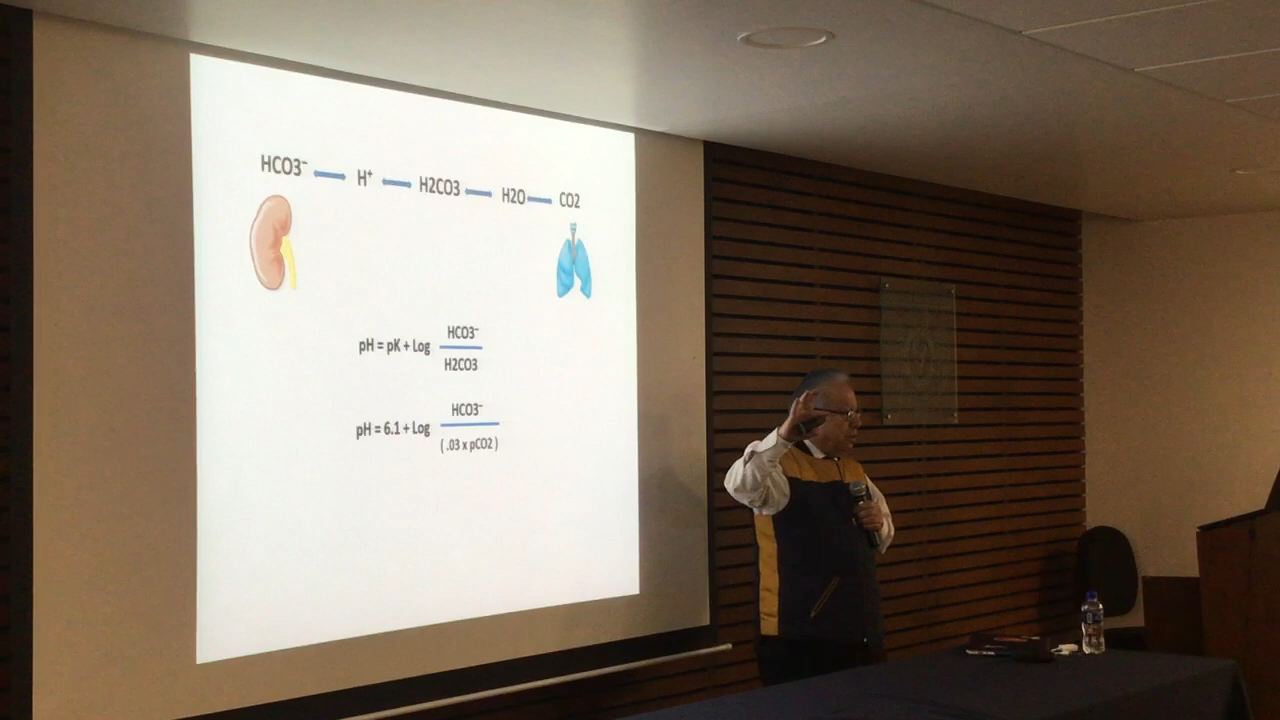 HCO3⁻ H⁺ H2CO3 H2O CO2
pH = pK + Log HCO3⁻
H2CO3
pH = 6.1 + Log HCO3⁻
( .03 x pCO2 )